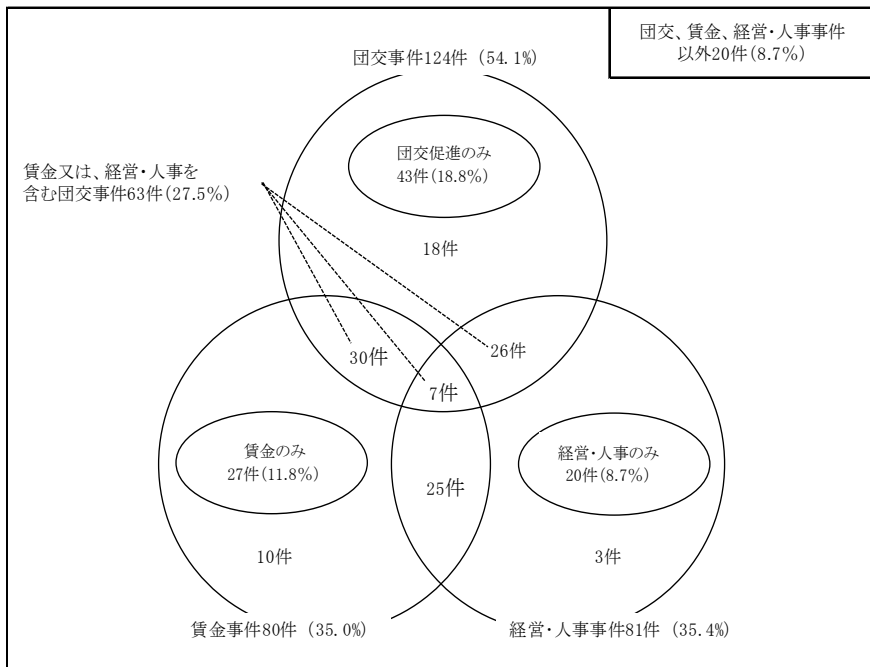 団交、賃金、経営・人事事件
以外20件(8.7%)
団交事件124件 (54.1%)
団交促進のみ
43件(18.8%)
賃金又は、経営・人事を
含む団交事件63件(27.5%)
18件
30件
26件
7件
賃金のみ
27件(11.8%)
経営・人事のみ
20件(8.7%)
25件
10件
3件
賃金事件80件 (35.0%)
経営・人事事件81件 (35.4%)